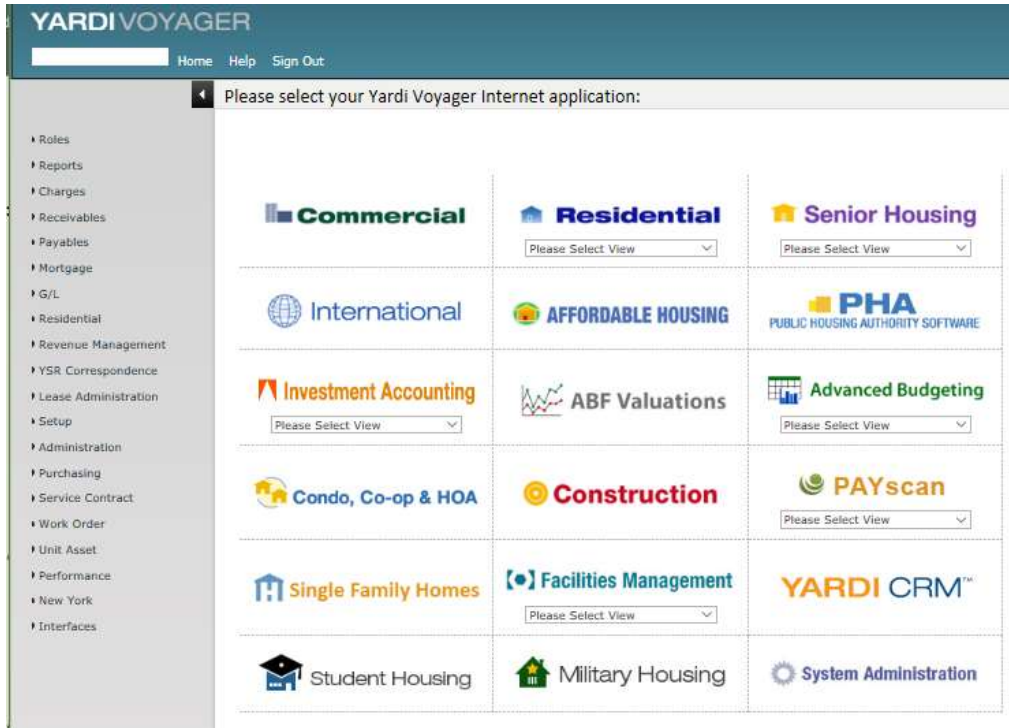 YARDI VOYAGER
Home Help Sign Out
Please select your Yardi Voyager Internet application:
Roles
Reports
Charges
Receivables
Payables
Mortgage
G/L
Residential
Revenue Management
YSR Correspondence
Lease Administration
Setup
Administration
Purchasing
Service Contract
Work Order
Unit Asset
Performance
New York
Interfaces
Commercial
Residential
Please Select View
Senior Housing
Please Select View
International
AFFORDABLE HOUSING
PHA
PUBLIC HOUSING AUTHORITY SOFTWARE
Investment Accounting
Please Select View
ABF Valuations
Advanced Budgeting
Please Select View
Condo, Co-op & HOA
Construction
PAYscan
Please Select View
Single Family Homes
Facilities Management
Please Select View
YARDI CRM™
Student Housing
Military Housing
System Administration